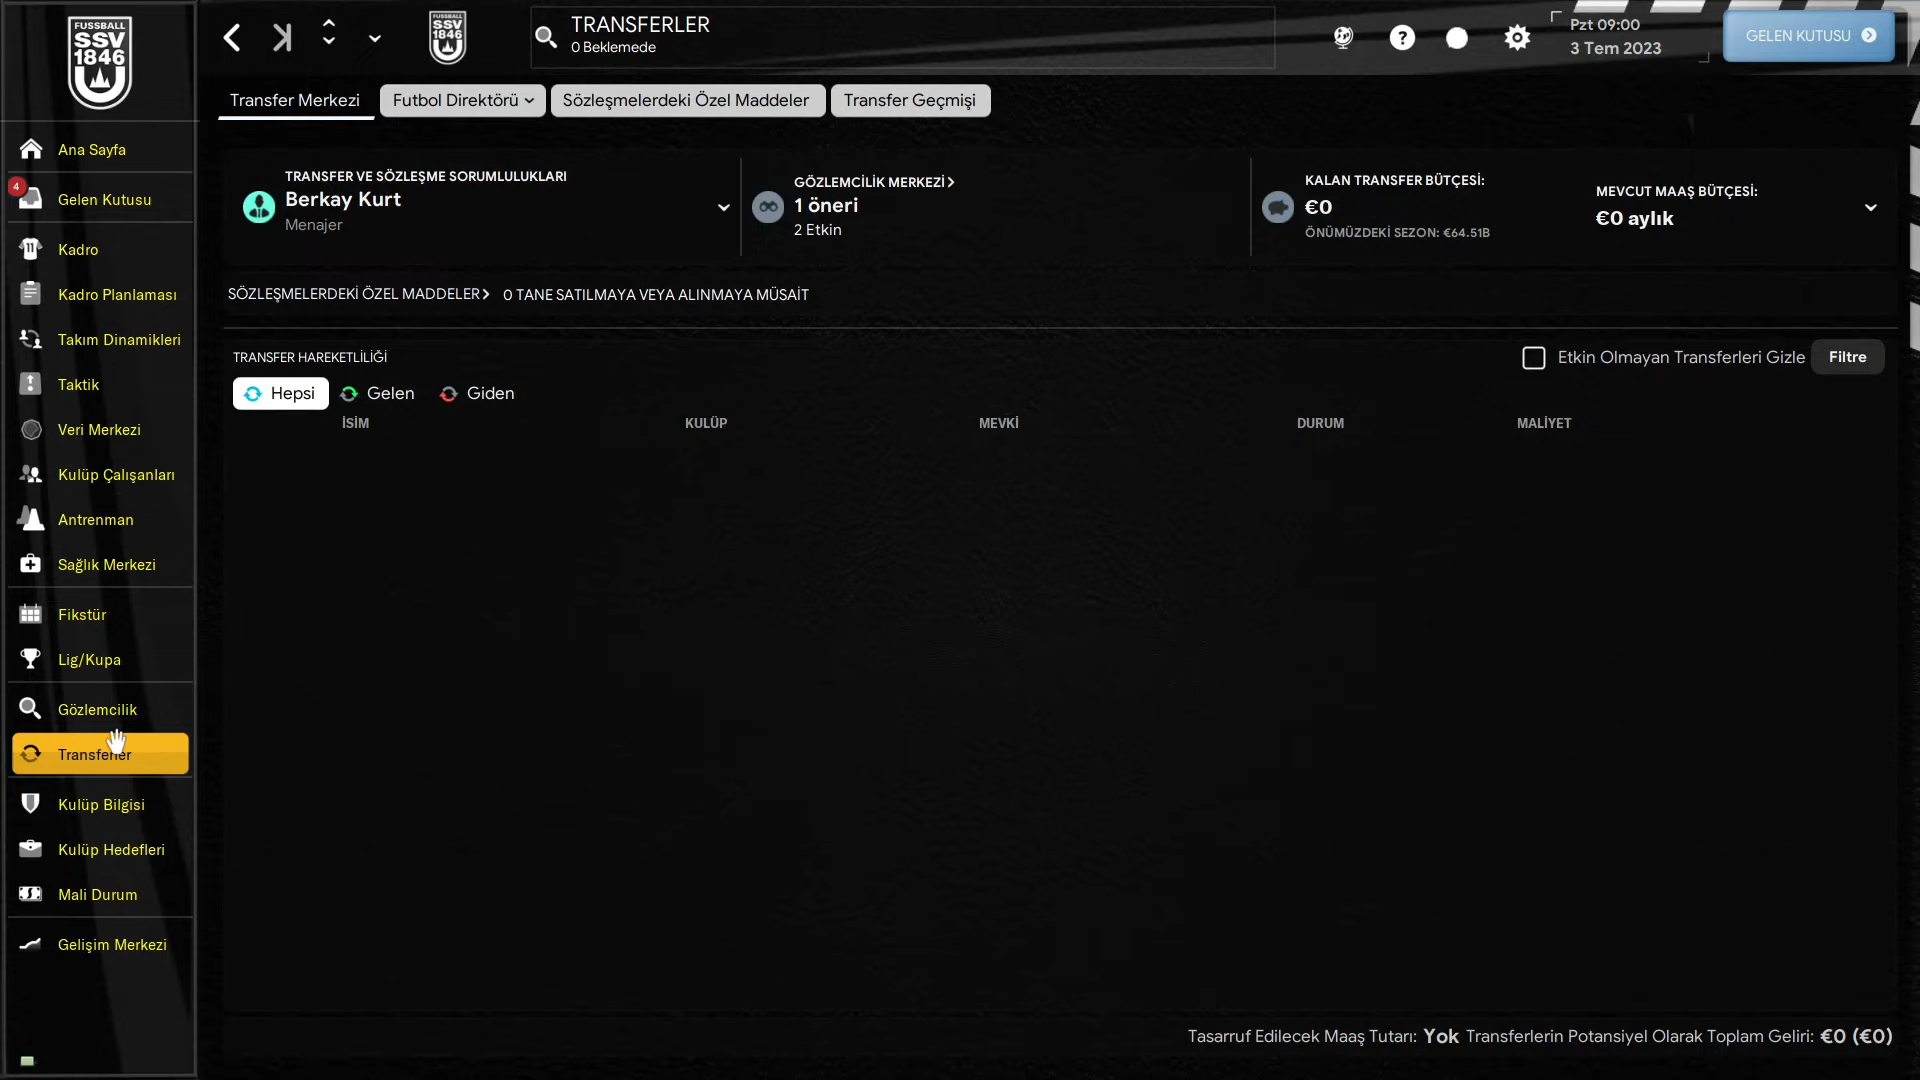 FUSSBALL
SSV
1846
FUSSBALL
SSV
1846
TRANSFERLER
0 Beklemede
Pzt 09:00
3 Tem 2023
GELEN KUTUSU
Transfer Merkezi
Futbol Direktörü
Sözleşmelerdeki Özel Maddeler
Transfer Geçmişi
Ana Sayfa
4
Gelen Kutusu
Kadro
Kadro Planlaması
Takım Dinamikleri
Taktik
Veri Merkezi
Kulüp Çalışanları
Antrenman
Sağlık Merkezi
Fikstür
Lig/Kupa
Gözlemcilik
Transferler
Kulüp Bilgisi
Kulüp Hedefleri
Mali Durum
Gelişim Merkezi
TRANSFER VE SÖZLEŞME SORUMLULUKLARI
Berkay Kurt
Menajer
GÖZLEMCİLİK MERKEZİ
1 öneri
2 Etkin
KALAN TRANSFER BÜTÇESİ:
€0
ÖNÜMÜZDEKİ SEZON: €64.51B
MEVCUT MAAŞ BÜTÇESİ:
€0 aylık
SÖZLEŞMELERDEKİ ÖZEL MADDELER
0 TANE SATILMAYA VEYA ALINMAYA MÜSAİT
TRANSFER HAREKETLİLİĞİ
Etkin Olmayan Transferleri Gizle
Filtre
Hepsi
Gelen
Giden
İSİM
KULÜP
MEVKİ
DURUM
MALİYET
Tasarruf Edilecek Maaş Tutarı: Yok Transferlerin Potansiyel Olarak Toplam Geliri: €0 (€0)